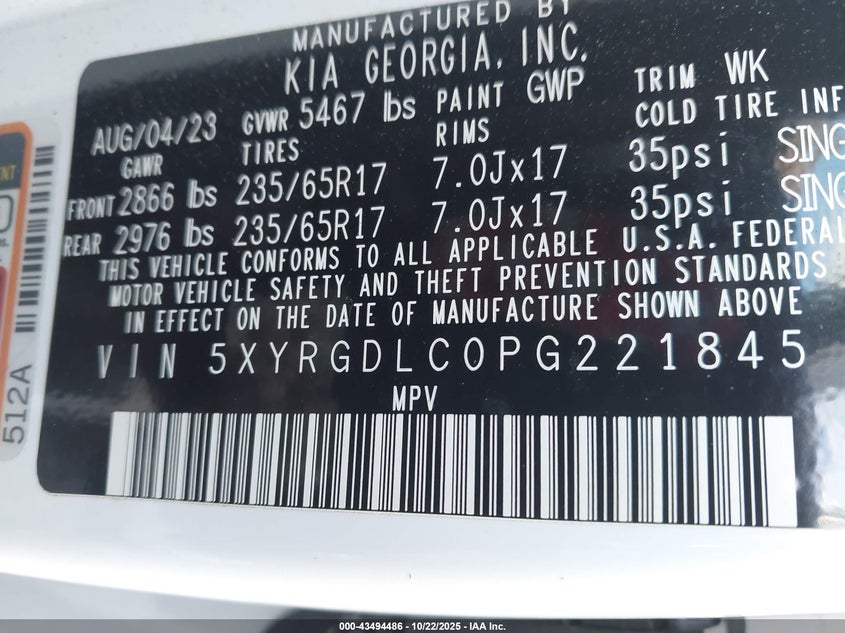 MANUFACTURED BY
KIA GEORGIA, INC.
AUG/04/23 GVWR 5467 lbs PAINT GWP TRIM WK
GAWR TIRES RIMS COLD TIRE INF
FRONT 2866 lbs 235/65R17 7.0Jx17 35psi SING
REAR 2976 lbs 235/65R17 7.0Jx17 35psi SING
THIS VEHICLE CONFORMS TO ALL APPLICABLE U.S.A. FEDERAL
MOTOR VEHICLE SAFETY AND THEFT PREVENTION STANDARDS
IN EFFECT ON THE DATE OF MANUFACTURE SHOWN ABOVE
VIN 5XYRGDLC0PG221845
MPV
512A
000-43494486 - 10/22/2025 - IAA Inc.